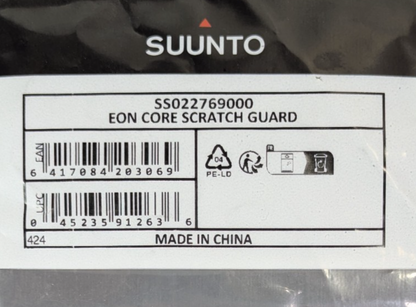 SUUNTO
SS022769000
EON CORE SCRATCH GUARD
EAN
6 417084 203069
UPC
0 45235 91263 6
04
PE-LD
FR
424
MADE IN CHINA